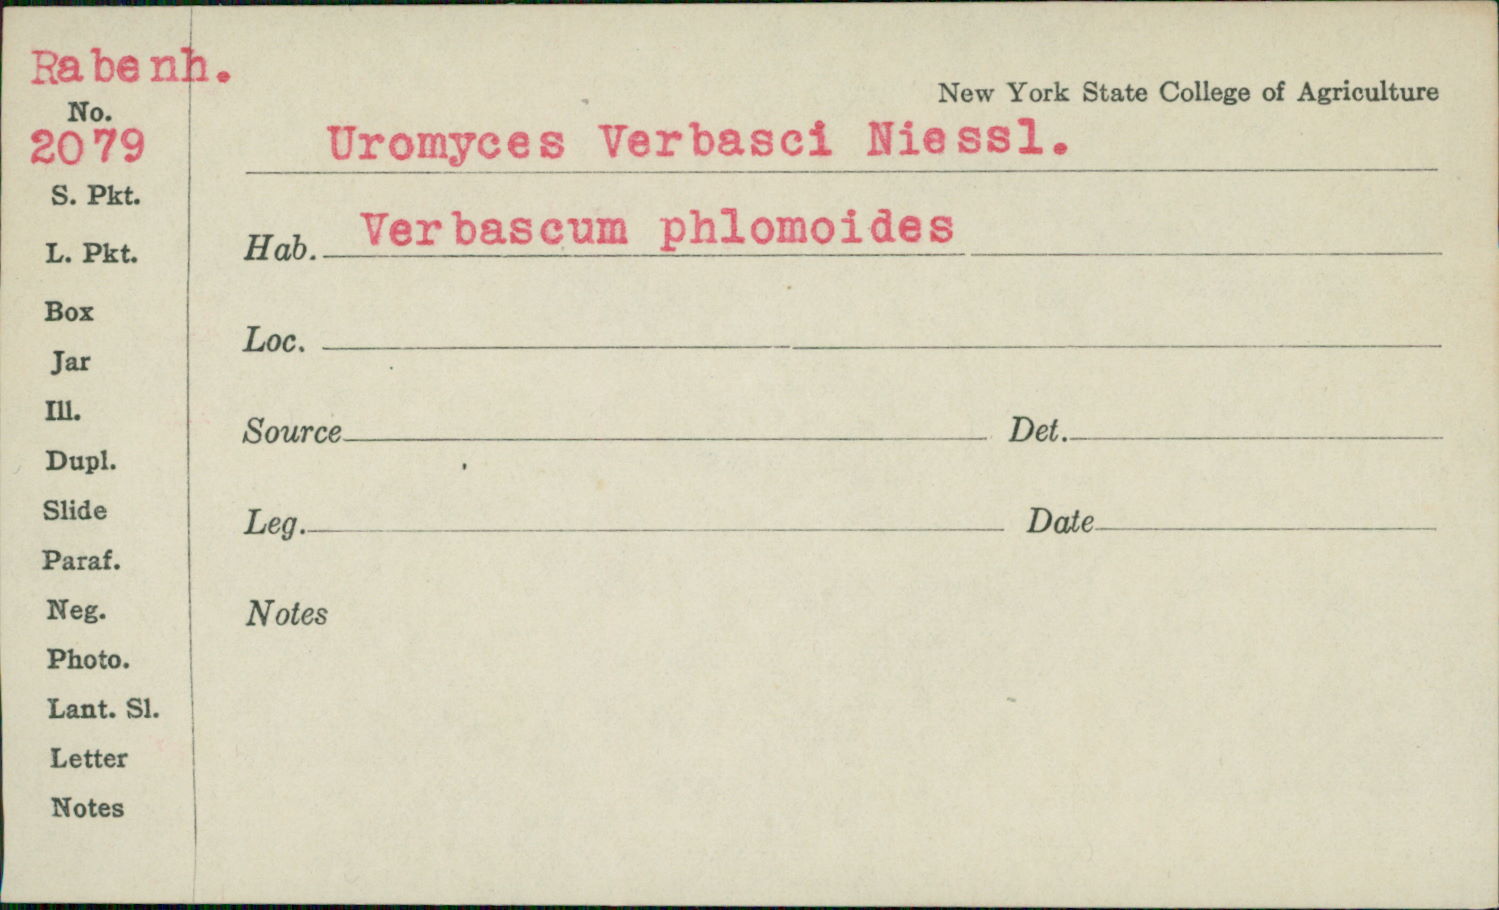 Rabenh.
No.
2079
S. Pkt.
L. Pkt.
Box
Jar
Ill.
Dupl.
Slide
Paraf.
Neg.
Photo.
Lant. Sl.
Letter
Notes
New York State College of Agriculture
Uromyces Verbasci Niessl.
Hab. Verbascum phlomoides
Loc.
Source Det.
Leg. Date
Notes